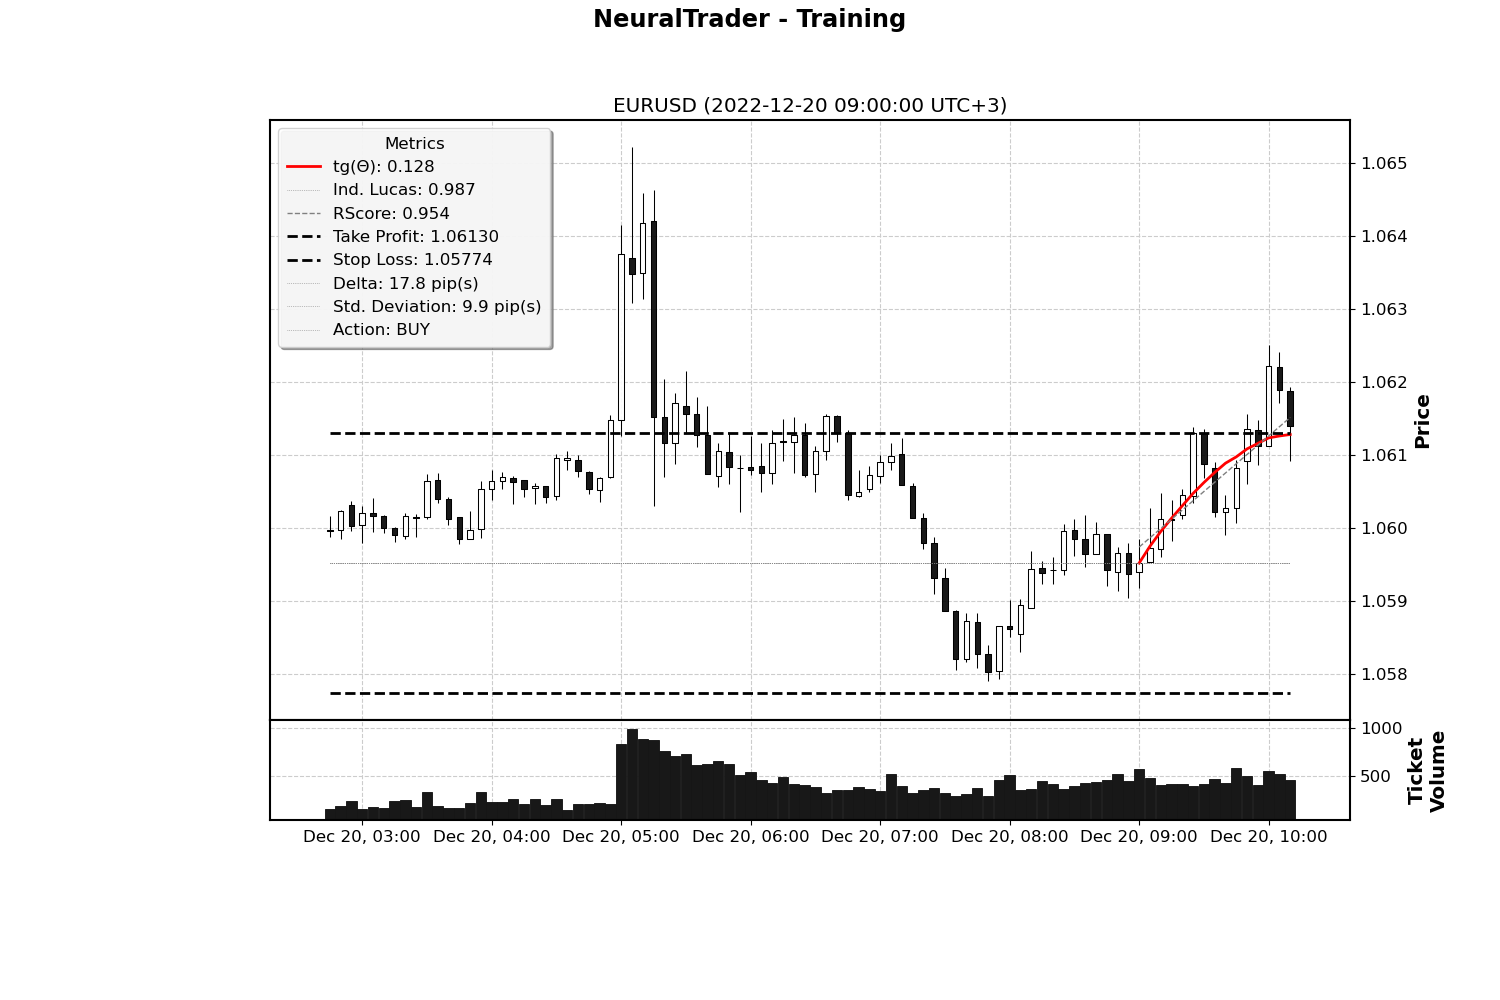 NeuralTrader - Training
EURUSD (2022-12-20 09:00:00 UTC+3)
Metrics
tg(Θ): 0.128
Ind. Lucas: 0.987
RScore: 0.954
Take Profit: 1.06130
Stop Loss: 1.05774
Delta: 17.8 pip(s)
Std. Deviation: 9.9 pip(s)
Action: BUY
1.065
1.064
1.063
1.062
1.061
1.060
1.059
1.058
Price
1000
500
Ticket
Volume
Dec 20, 03:00
Dec 20, 04:00
Dec 20, 05:00
Dec 20, 06:00
Dec 20, 07:00
Dec 20, 08:00
Dec 20, 09:00
Dec 20, 10:00